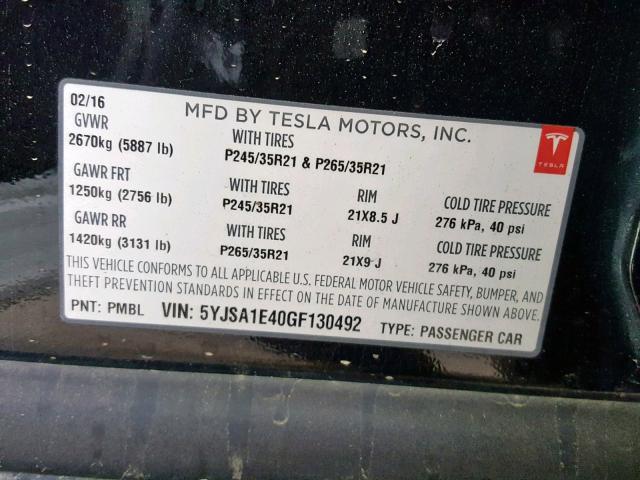 02/16 MFD BY TESLA MOTORS, INC.
GVWR WITH TIRES
2670kg (5887 lb) P245/35R21 & P265/35R21
TESLA
GAWR FRT WITH TIRES RIM COLD TIRE PRESSURE
1250kg (2756 lb) P245/35R21 21X8.5 J 276 kPa, 40 psi
GAWR RR WITH TIRES RIM COLD TIRE PRESSURE
1420kg (3131 lb) P265/35R21 21X9 J 276 kPa, 40 psi
THIS VEHICLE CONFORMS TO ALL APPLICABLE U.S. FEDERAL MOTOR VEHICLE SAFETY, BUMPER, AND
THEFT PREVENTION STANDARDS IN EFFECT ON THE DATE OF MANUFACTURE SHOWN ABOVE.
PNT: PMBL VIN: 5YJSA1E40GF130492 TYPE: PASSENGER CAR